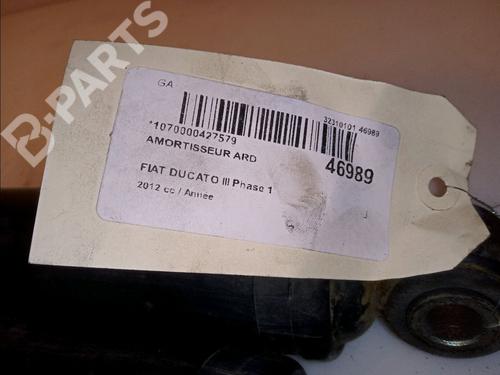 B-PARTS
GA
32310101 46989
*1070000427579
46989
AMORTISSEUR ARD
FIAT DUCATO III Phase 1
2012 cc / Année